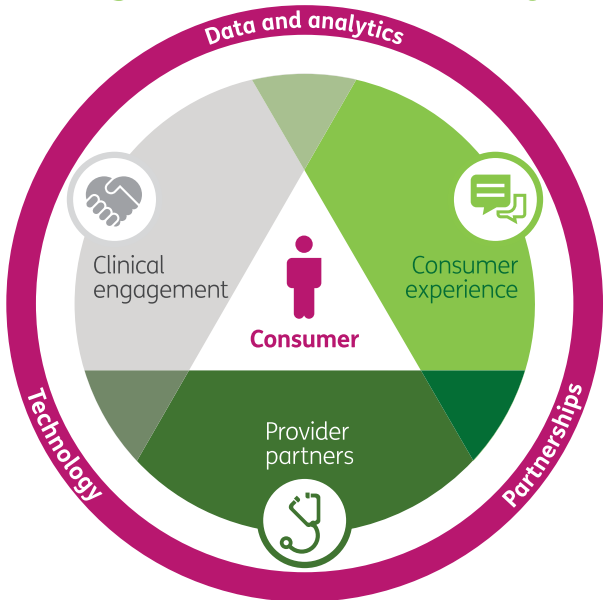 Data and analytics
Clinical
engagement
Consumer
experience
Consumer
Provider
partners
Technology
Partnerships